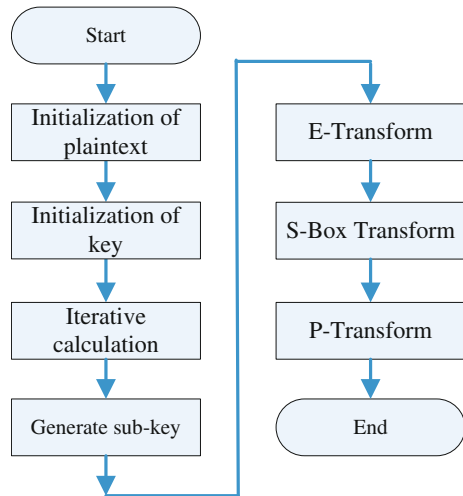 Start
Initialization of
plaintext
Initialization of
key
Iterative
calculation
Generate sub-key
E-Transform
S-Box Transform
P-Transform
End